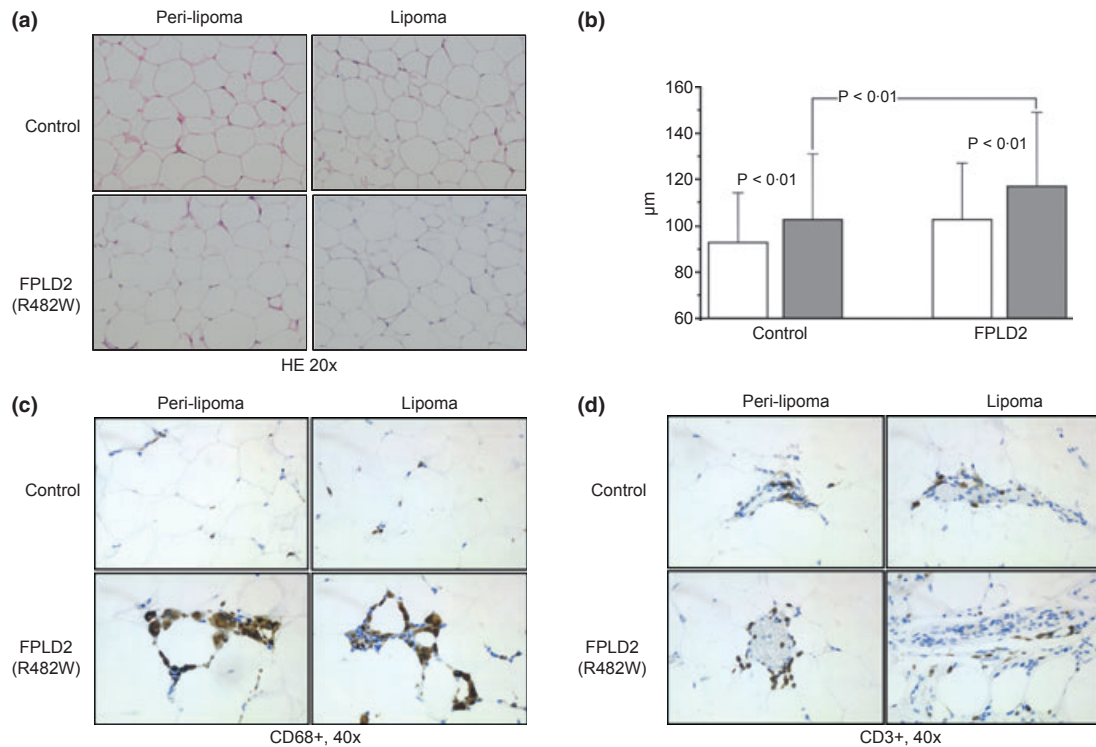 (a)
Peri-lipoma Lipoma
Control
FPLD2
(R482W)
HE 20x
(b)
160
140
120
100
80
60
µm
P < 0·01
P < 0·01
P < 0·01
Control FPLD2
(c)
Peri-lipoma Lipoma
Control
FPLD2
(R482W)
CD68+, 40x
(d)
Peri-lipoma Lipoma
Control
FPLD2
(R482W)
CD3+, 40x